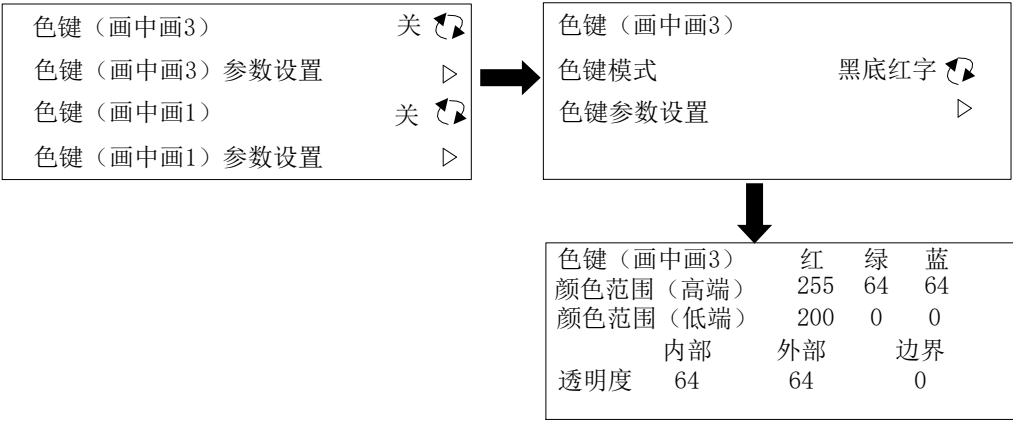 色键（画中画3） 关
色键（画中画3）参数设置
色键（画中画1） 关
色键（画中画1）参数设置
色键（画中画3）
色键模式 黑底红字
色键参数设置
色键（画中画3） 红 绿 蓝
颜色范围（高端） 255 64 64
颜色范围（低端） 200 0 0
内部 外部 边界
透明度 64 64 0